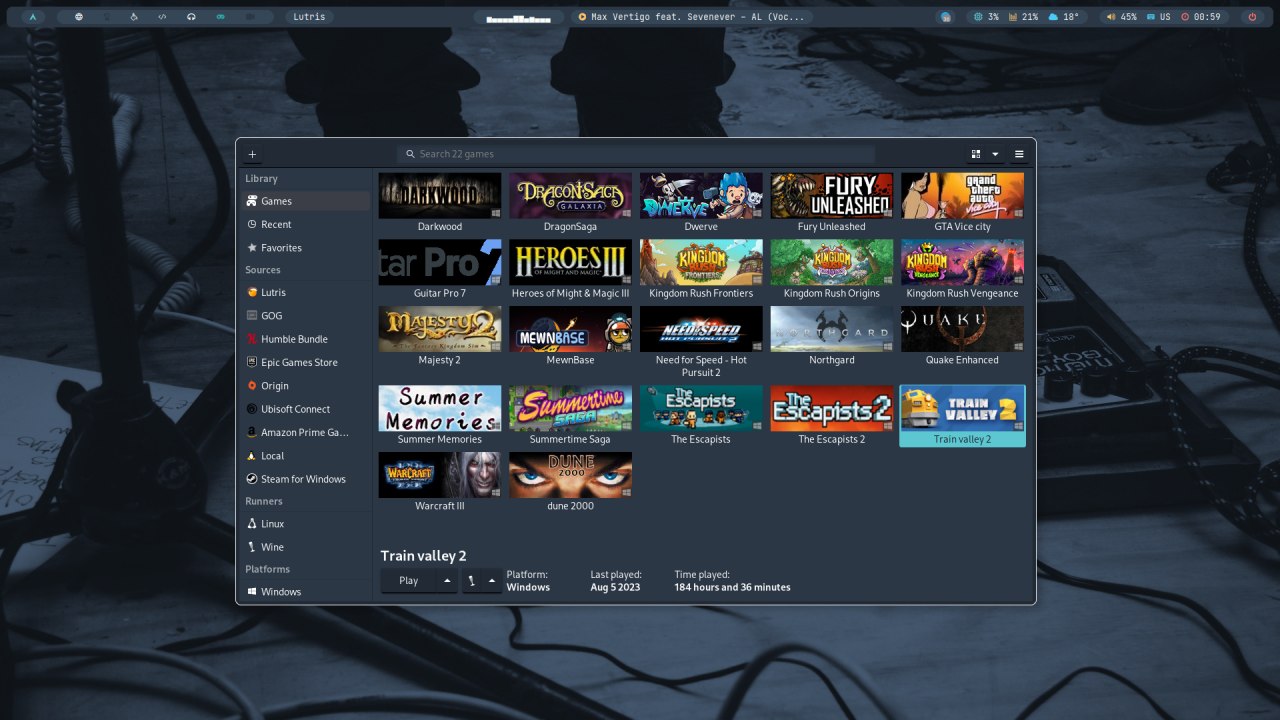 Lutris
Max Vertigo feat. Sevenever – AL (Voc...
3%
21%
18°
45%
US
00:59
Search 22 games
Library
Games
Recent
Favorites
Sources
Lutris
GOG
Humble Bundle
Epic Games Store
Origin
Ubisoft Connect
Amazon Prime Ga...
Local
Steam for Windows
Runners
Linux
Wine
Platforms
Windows
DARKWOOD
DRAGONSAGA
GALAXIA
DWERVE
FURY
UNLEASHED
grand
theft
auto
vice city
Darkwood
DragonSaga
Dwerve
Fury Unleashed
GTA Vice city
tar Pro 7
HEROES III
OF MIGHT AND MAGIC
KINGDOM
RUSH
FRONTIERS
KINGDOM
RUSH
ORIGINS
KINGDOM
RUSH
VENGEANCE
Guitar Pro 7
Heroes of Might & Magic III
Kingdom Rush Frontiers
Kingdom Rush Origins
Kingdom Rush Vengeance
MAJESTY 2
The Fantasy Kingdom Sim
MEWNBASE
NEED FOR SPEED
HOT PURSUIT 2
NORTHGARD
QUAKE
Majesty 2
MewnBase
Need for Speed - Hot
Pursuit 2
Northgard
Quake Enhanced
Summer
Memories
Summertime
SAGA
The
Escapists
The
Escapists 2
TRAIN
VALLEY 2
Summer Memories
Summertime Saga
The Escapists
The Escapists 2
Train valley 2
WARCRAFT
DUNE
2000
Warcraft III
dune 2000
Train valley 2
Play
Platform:
Windows
Last played:
Aug 5 2023
Time played:
184 hours and 36 minutes